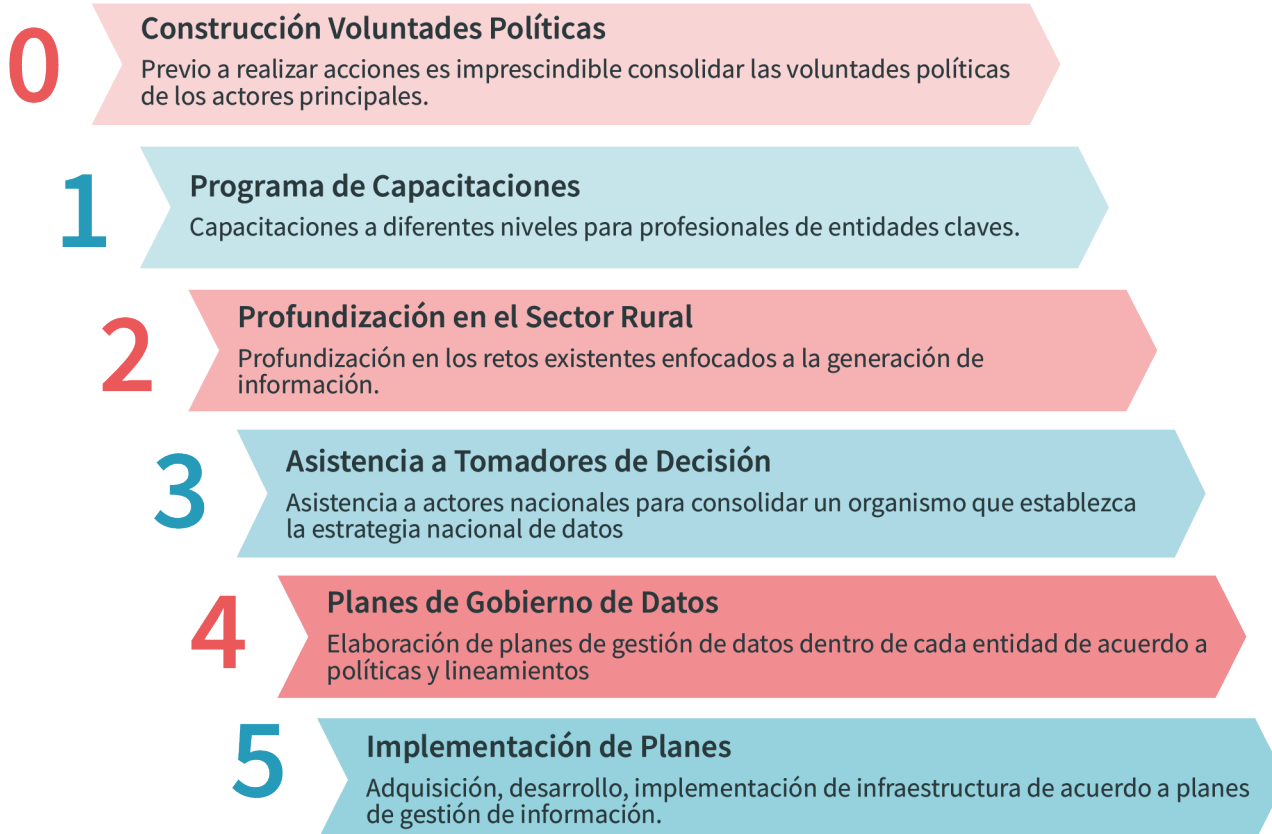 0
Construcción Voluntades Políticas
Previo a realizar acciones es imprescindible consolidar las voluntades políticas
de los actores principales.
1
Programa de Capacitaciones
Capacitaciones a diferentes niveles para profesionales de entidades claves.
2
Profundización en el Sector Rural
Profundización en los retos existentes enfocados a la generación de
información.
3
Asistencia a Tomadores de Decisión
Asistencia a actores nacionales para consolidar un organismo que establezca
la estrategia nacional de datos
4
Planes de Gobierno de Datos
Elaboración de planes de gestión de datos dentro de cada entidad de acuerdo a
políticas y lineamientos
5
Implementación de Planes
Adquisición, desarrollo, implementación de infraestructura de acuerdo a planes
de gestión de información.